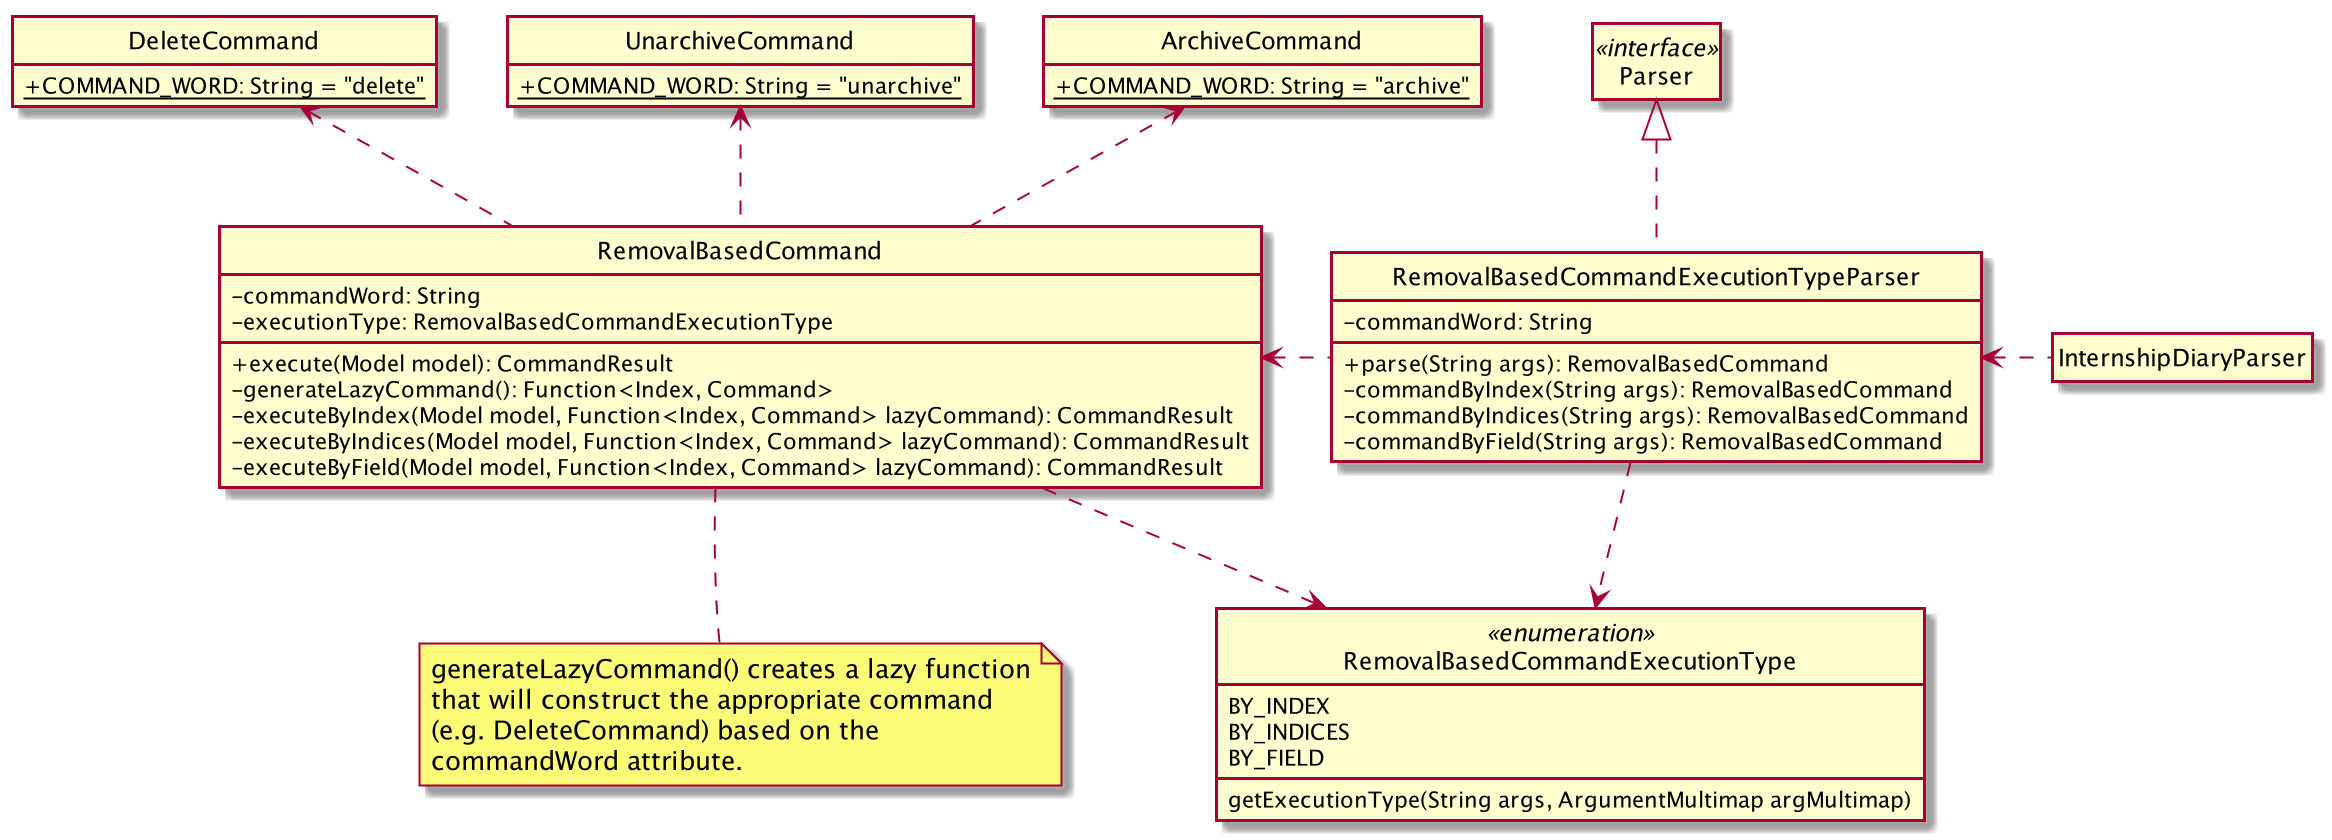 DeleteCommand
+COMMAND_WORD: String = "delete"
UnarchiveCommand
+COMMAND_WORD: String = "unarchive"
ArchiveCommand
+COMMAND_WORD: String = "archive"
«interface»
Parser
RemovalBasedCommand
-commandWord: String
-executionType: RemovalBasedCommandExecutionType
+execute(Model model): CommandResult
-generateLazyCommand(): Function<Index, Command>
-executeByIndex(Model model, Function<Index, Command> lazyCommand): CommandResult
-executeByIndices(Model model, Function<Index, Command> lazyCommand): CommandResult
-executeByField(Model model, Function<Index, Command> lazyCommand): CommandResult
RemovalBasedCommandExecutionTypeParser
-commandWord: String
+parse(String args): RemovalBasedCommand
-commandByIndex(String args): RemovalBasedCommand
-commandByIndices(String args): RemovalBasedCommand
-commandByField(String args): RemovalBasedCommand
InternshipDiaryParser
generateLazyCommand() creates a lazy function
that will construct the appropriate command
(e.g. DeleteCommand) based on the
commandWord attribute.
«enumeration»
RemovalBasedCommandExecutionType
BY_INDEX
BY_INDICES
BY_FIELD
getExecutionType(String args, ArgumentMultimap argMultimap)